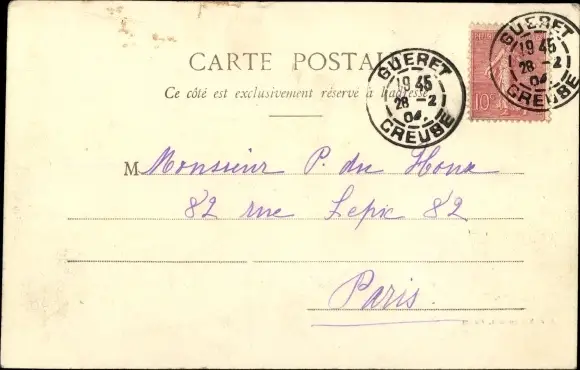 CARTE POSTALE
Ce côté est exclusivement réservé à l'adresse
GUERET
19 45
28 -2
04
CREUSE
GUERET
19 45
28 -2
04
CREUSE
10
M Monsieur P. du Houx
82 rue Lepic 82
Paris.